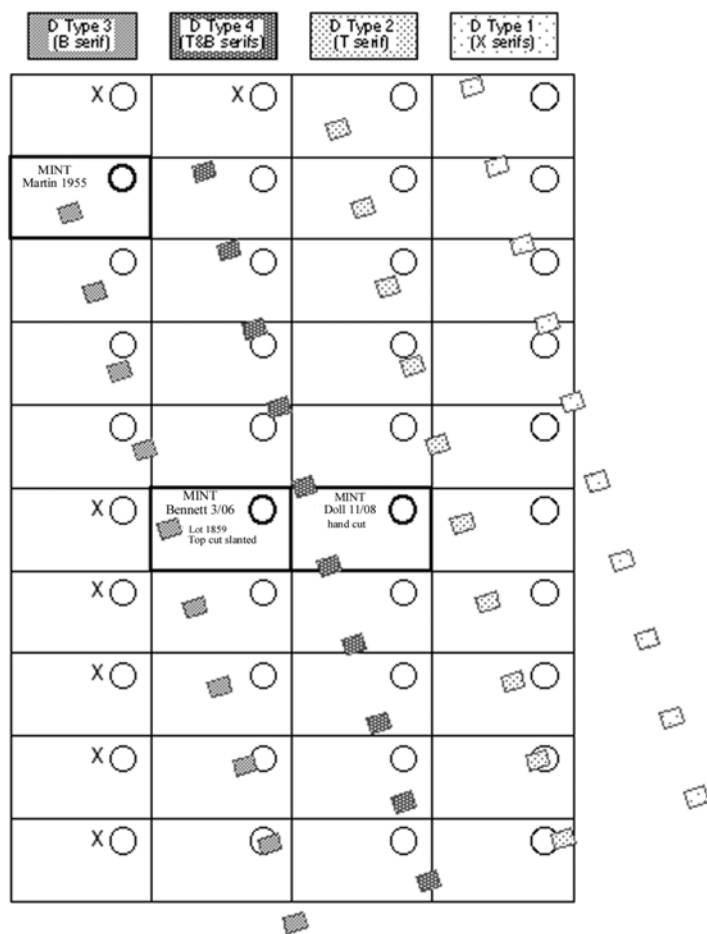 D Type 3
(B serif)
D Type 4
(T&B serifs)
D Type 2
(T serif)
D Type 1
(X serifs)
X
X
MINT
Martin 1955
X
MINT
Bennett 3/06
Lot 1859
Top cut slanted
MINT
Doll 11/08
hand cut
X
X
X
X